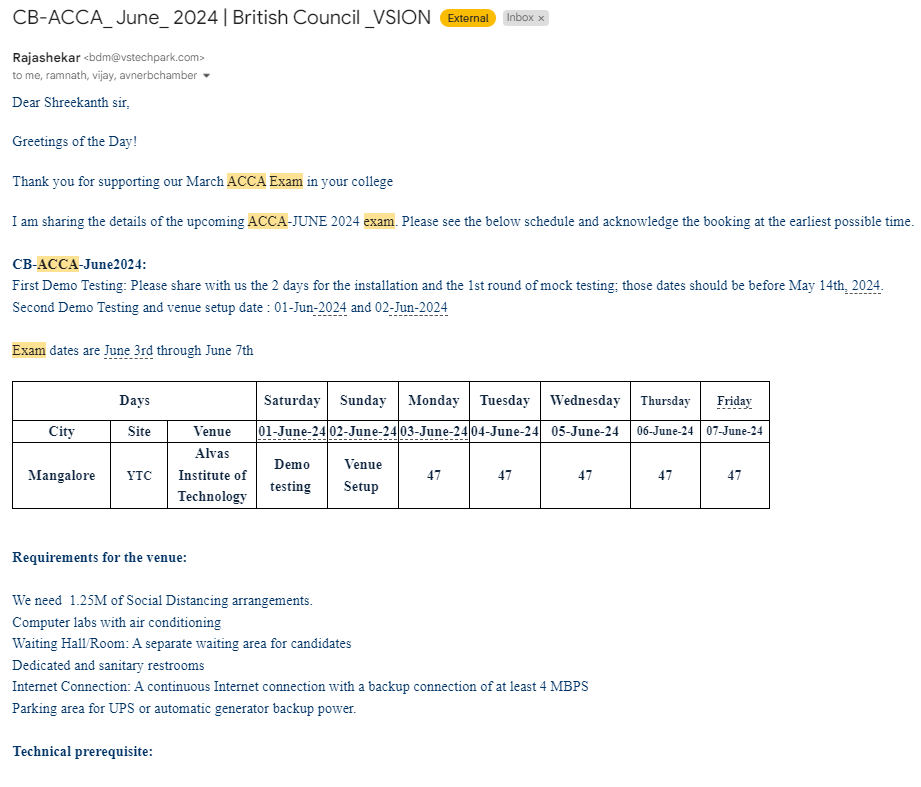 CB-ACCA_ June_ 2024 | British Council _VSION External Inbox ×
Rajashekar <bdm@vstechpark.com>
to me, ramnath, vijay, avnerbchamber
Dear Shreekanth sir,
Greetings of the Day!
Thank you for supporting our March ACCA Exam in your college
I am sharing the details of the upcoming ACCA-JUNE 2024 exam. Please see the below schedule and acknowledge the booking at the earliest possible time.
CB-ACCA-June2024:
First Demo Testing: Please share with us the 2 days for the installation and the 1st round of mock testing; those dates should be before May 14th, 2024.
Second Demo Testing and venue setup date : 01-Jun-2024 and 02-Jun-2024
Exam dates are June 3rd through June 7th
Days Saturday Sunday Monday Tuesday Wednesday Thursday Friday
City Site Venue 01-June-24 02-June-24 03-June-24 04-June-24 05-June-24 06-June-24 07-June-24
Mangalore YTC Alvas Institute of Technology Demo testing Venue Setup 47 47 47 47 47
Requirements for the venue:
We need  1.25M of Social Distancing arrangements.
Computer labs with air conditioning
Waiting Hall/Room: A separate waiting area for candidates
Dedicated and sanitary restrooms
Internet Connection: A continuous Internet connection with a backup connection of at least 4 MBPS
Parking area for UPS or automatic generator backup power.
Technical prerequisite: